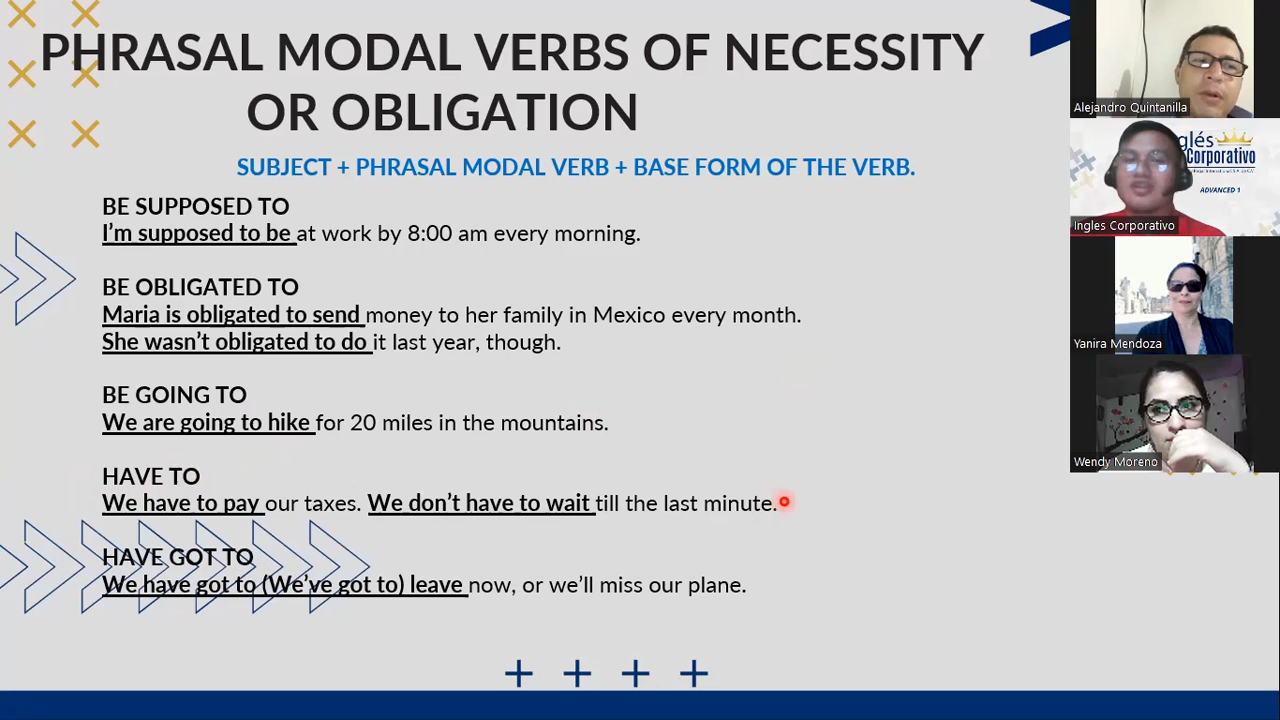 PHRASAL MODAL VERBS OF NECESSITY
OR OBLIGATION
SUBJECT + PHRASAL MODAL VERB + BASE FORM OF THE VERB.
BE SUPPOSED TO
I'm supposed to be at work by 8:00 am every morning.
BE OBLIGATED TO
Maria is obligated to send money to her family in Mexico every month.
She wasn't obligated to do it last year, though.
BE GOING TO
We are going to hike for 20 miles in the mountains.
HAVE TO
We have to pay our taxes. We don't have to wait till the last minute.
HAVE GOT TO
We have got to (We've got to) leave now, or we'll miss our plane.
Alejandro Quintanilla
glés
Corporativo
ADVANCED 1
Ingles Corporativo
Yanira Mendoza
Wendy Moreno